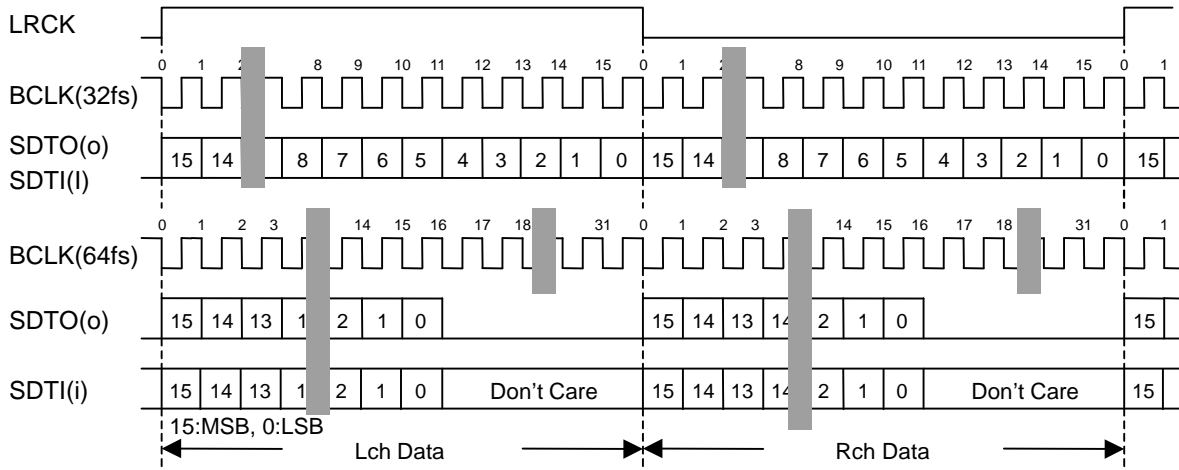 LRCK
0 1 8 9 10 11 12 13 14 15 0 1 8 9 10 11 12 13 14 15 0 1
BCLK(32fs)
SDTO(o)
SDTI(I)
15 14 8 7 6 5 4 3 2 1 0 15 14 8 7 6 5 4 3 2 1 0 15
0 1 2 3 14 15 16 17 18 31 0 1 2 3 14 15 16 17 18 31 0 1
BCLK(64fs)
SDTO(o) 15 14 13 2 1 0 15 14 13 14 2 1 0 15
SDTI(i) 15 14 13 2 1 0 Don't Care 15 14 13 14 2 1 0 Don't Care 15
15:MSB, 0:LSB
Lch Data Rch Data